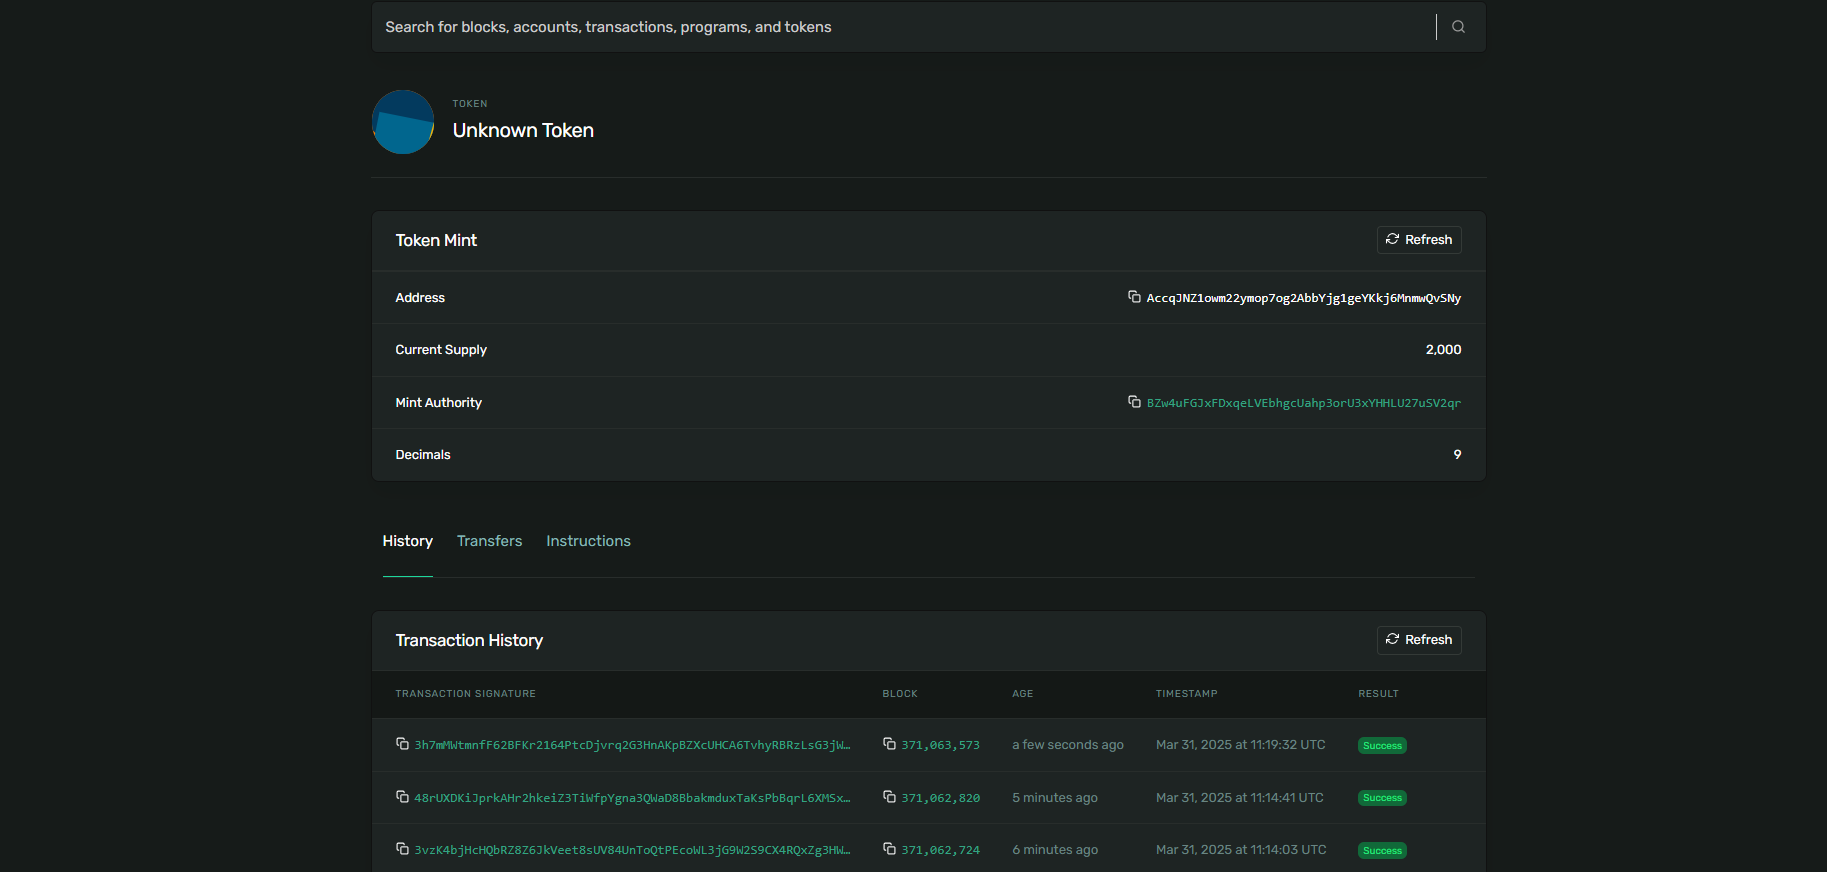 Search for blocks, accounts, transactions, programs, and tokens
TOKEN
Unknown Token
Token Mint
Refresh
Address
AccqJNZ1owm22ymop7og2AbbYjg1geYKkj6MnmwQvSNy
Current Supply
2,000
Mint Authority
BZw4uFGJxFDxqeLVEbhgcUahp3orU3xYHHLU27uSV2qr
Decimals
9
History Transfers Instructions
Transaction History
Refresh
TRANSACTION SIGNATURE BLOCK AGE TIMESTAMP RESULT
3h7mMWtmnfF62BFKr2164PtcDjvrq2G3HnAKpBZXcUHCA6TvhyRBRzLsG3jW… 371,063,573 a few seconds ago Mar 31, 2025 at 11:19:32 UTC Success
48rUXDKiJprkAHr2hkeiZ3TiWfpYgna3QWaD8BbakmduxTaKsPbBqrL6XMSx… 371,062,820 5 minutes ago Mar 31, 2025 at 11:14:41 UTC Success
3vzK4bjHcHQbRZ8Z6JkVeet8sUV84UnToQtPEcoWL3jG9W2S9CX4RQxZg3HW… 371,062,724 6 minutes ago Mar 31, 2025 at 11:14:03 UTC Success